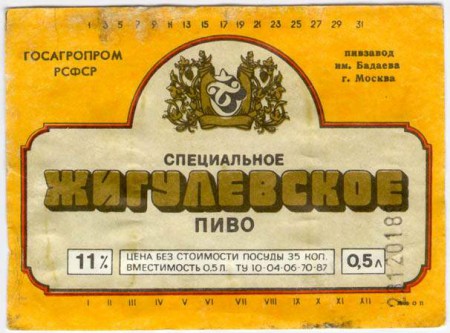 1 3 5 7 9 11 13 15 17 19 21 23 25 27 29 31
ГОСАГРОПРОМ
РСФСР
пивзавод
им. Бадаева
г. Москва
СПЕЦИАЛЬНОЕ
ЖИГУЛЕВСКОЕ
ПИВО
11%
ЦЕНА БЕЗ СТОИМОСТИ ПОСУДЫ 35 КОП.
ВМЕСТИМОСТЬ 0,5 Л. ТУ 10-04-06-70-87
0,5 л
I II III IV V VI VII VIII IX X XI XII